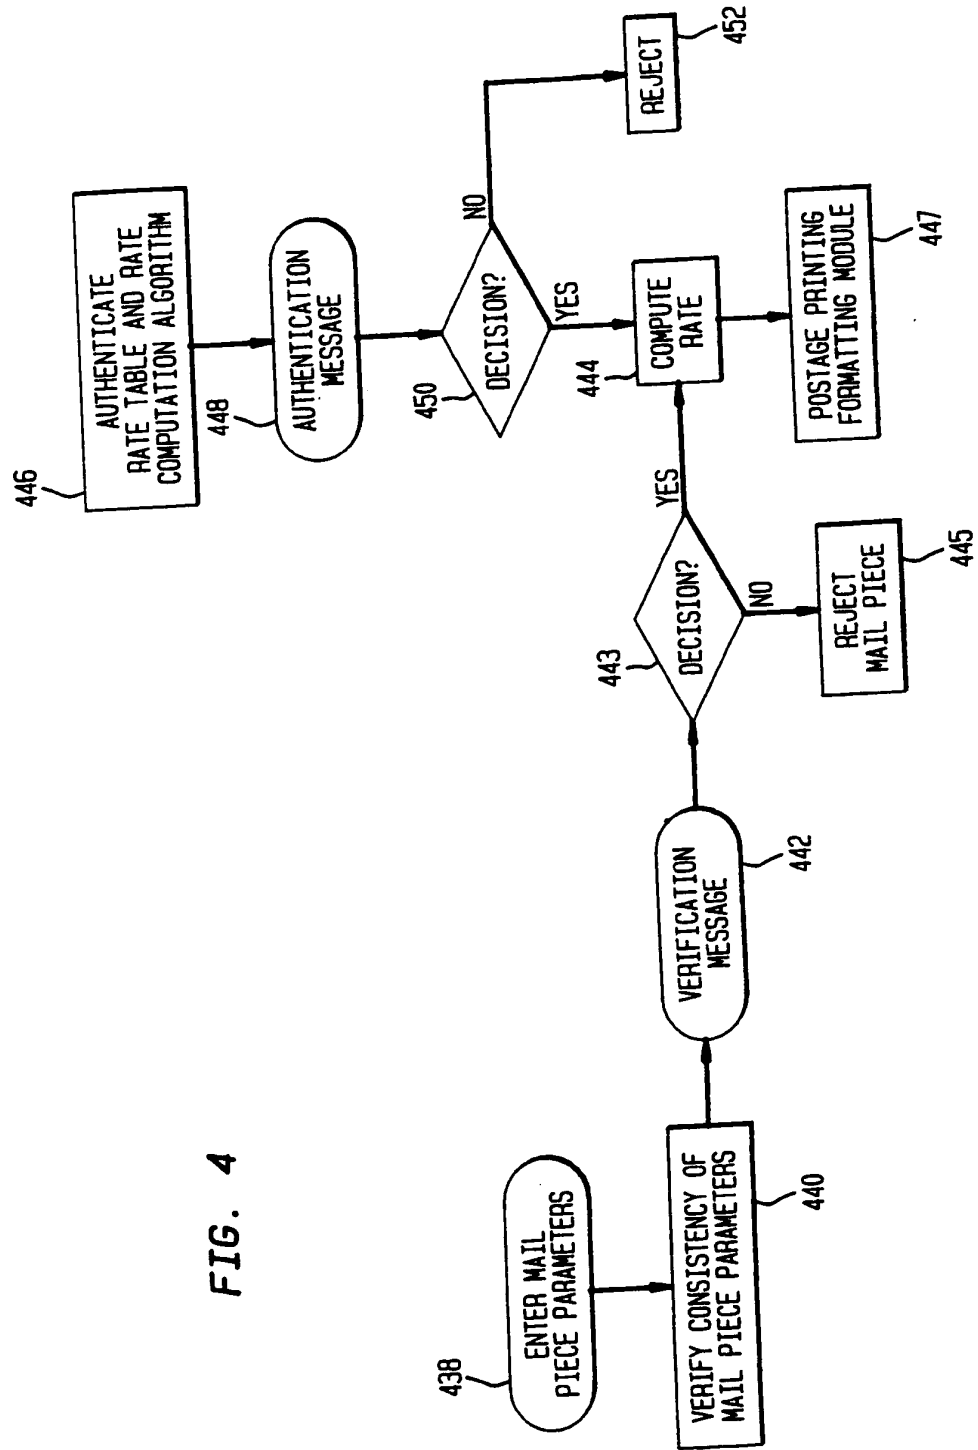 FIG. 4
446
AUTHENTICATE
RATE TABLE AND RATE
COMPUTATION ALGORITHM
448
AUTHENTICATION
MESSAGE
450
DECISION?
NO
YES
REJECT
452
438
ENTER MAIL
PIECE PARAMETERS
VERIFY CONSISTENCY OF
MAIL PIECE PARAMETERS
440
VERIFICATION
MESSAGE
442
443
DECISION?
YES
NO
REJECT
MAIL PIECE
445
444
COMPUTE
RATE
POSTAGE PRINTING
FORMATTING MODULE
447